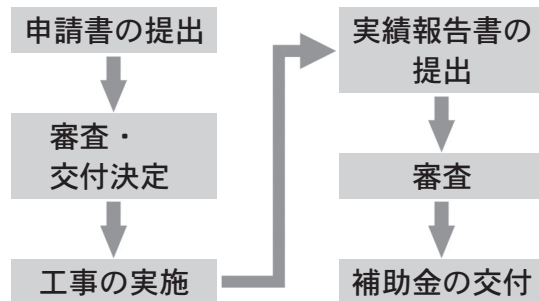 申請書の提出
審査・
交付決定
工事の実施
実績報告書の
提出
審査
補助金の交付